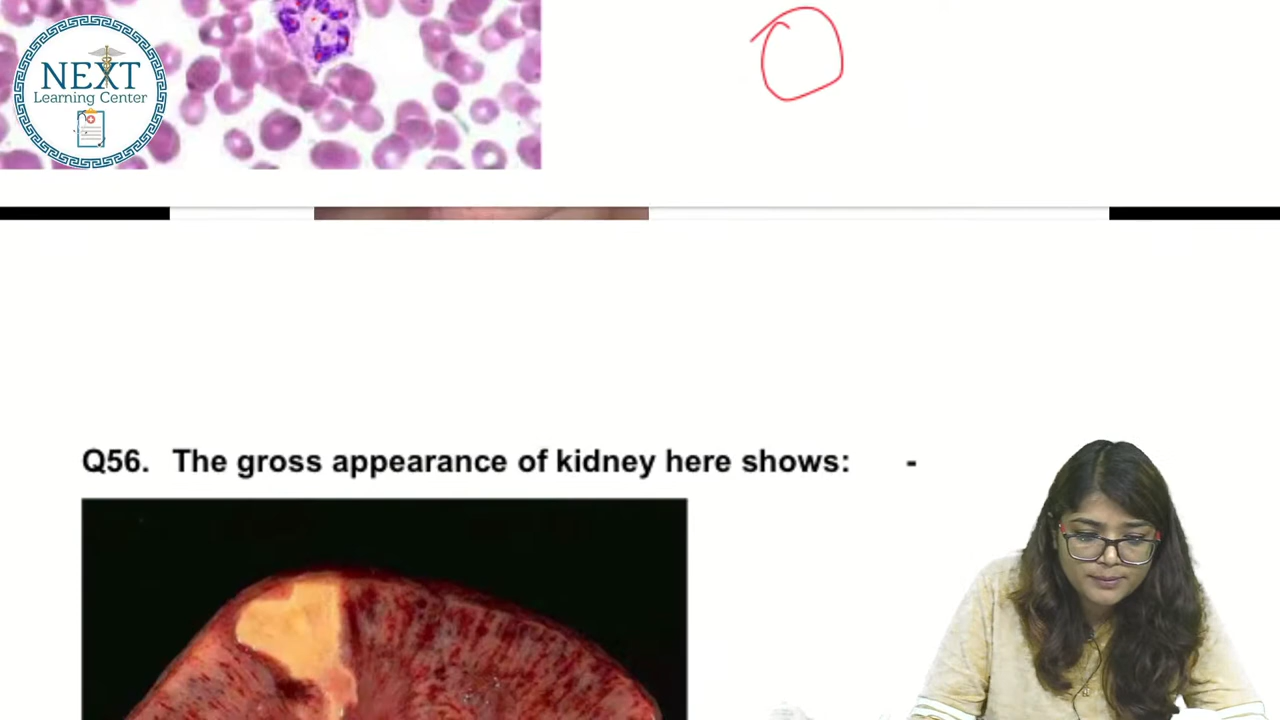 NEXT
Learning Center
Q56. The gross appearance of kidney here shows: -